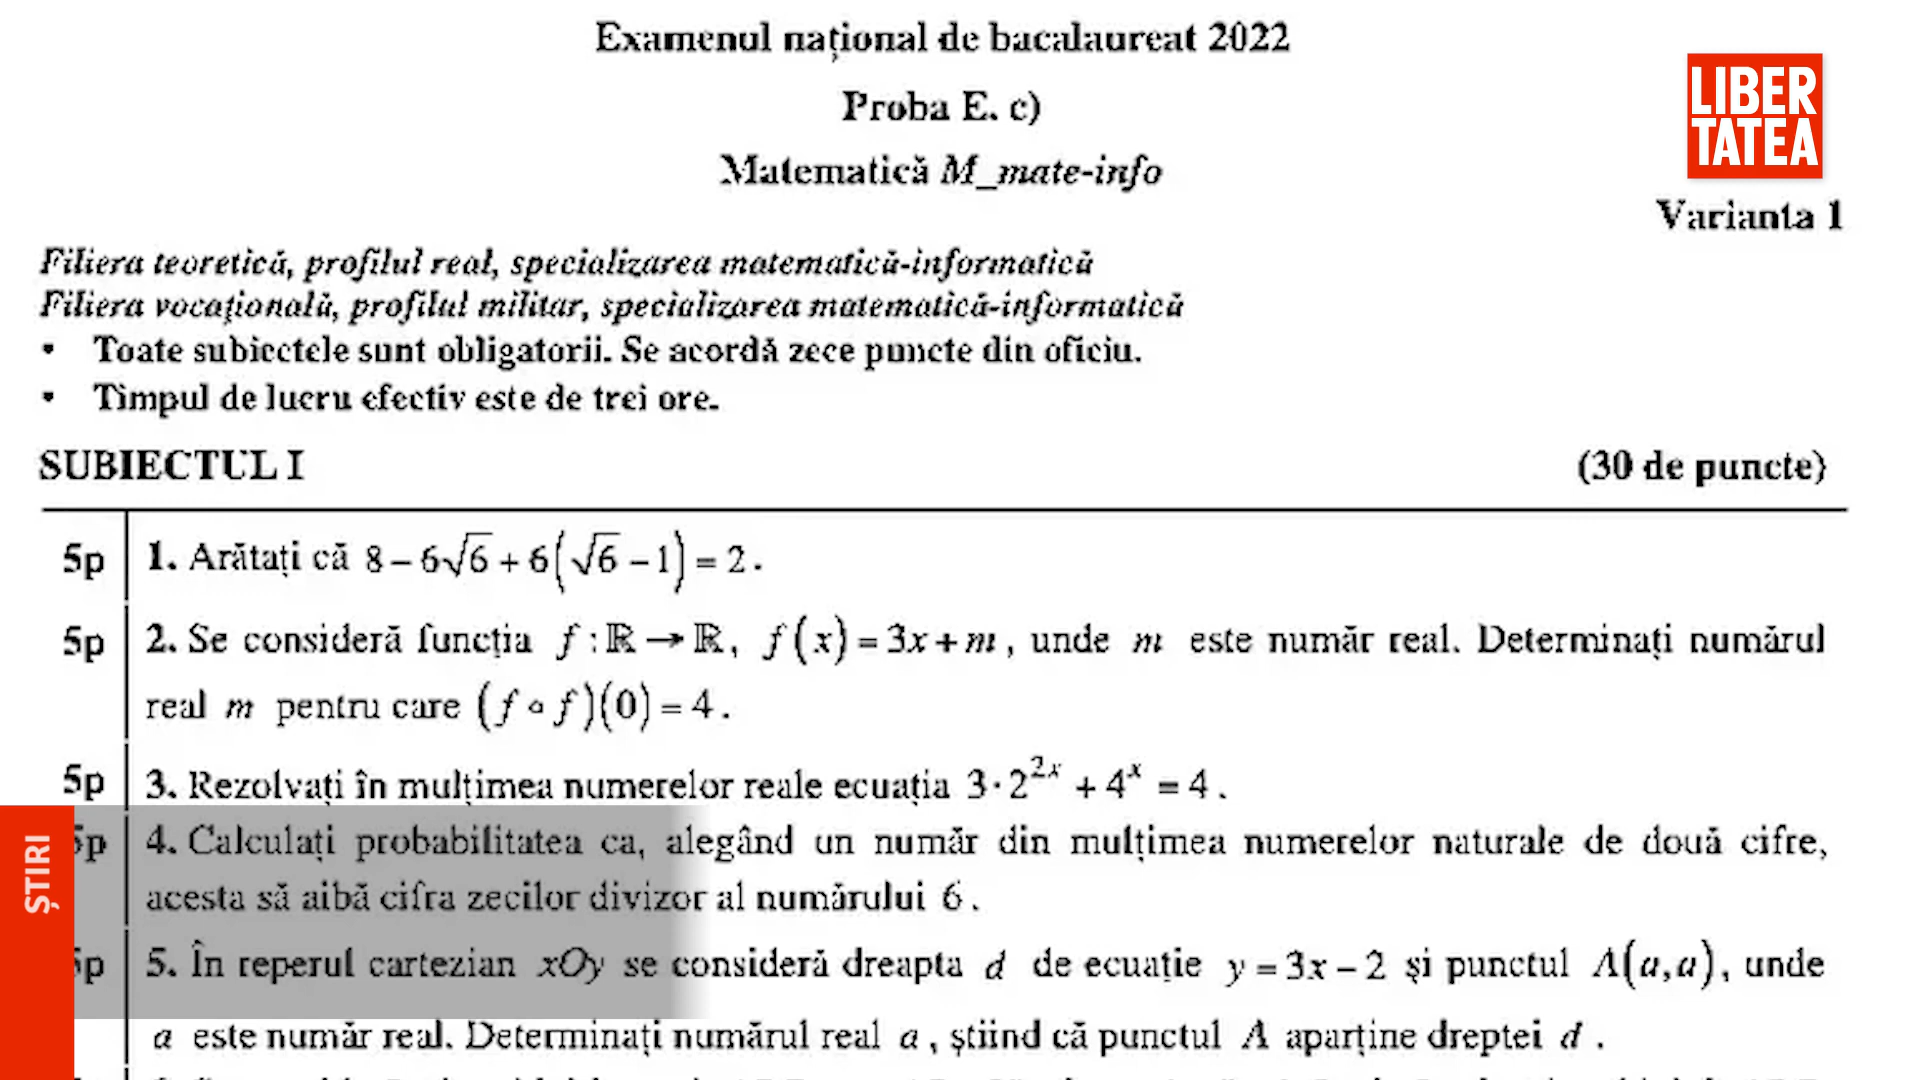 Examenul național de bacalaureat 2022
Proba E. c)
Matematică M_mate-info
LIBER
TATEA
Varianta 1
Filiera teoretică, profilul real, specializarea matematică-informatică
Filiera vocațională, profilul militar, specializarea matematică-informatică
• Toate subiectele sunt obligatorii. Se acordă zece puncte din oficiu.
• Timpul de lucru efectiv este de trei ore.
SUBIECTUL I (30 de puncte)
5p 1. Arătați că 8 – 6√6 + 6(√6 – 1) = 2.
5p 2. Se consideră funcția f : ℝ → ℝ, f(x) = 3x + m, unde m este număr real. Determinați numărul
real m pentru care (f ∘ f)(0) = 4.
5p 3. Rezolvați în mulțimea numerelor reale ecuația 3·2^{2x} + 4^x = 4.
5p 4. Calculați probabilitatea ca, alegând un număr din mulțimea numerelor naturale de două cifre,
acesta să aibă cifra zecilor divizor al numărului 6.
5p 5. În reperul cartezian xOy se consideră dreapta d de ecuație y = 3x – 2 și punctul A(a,a), unde
a este număr real. Determinați numărul real a, știind că punctul A aparține dreptei d.
ȘTIRI